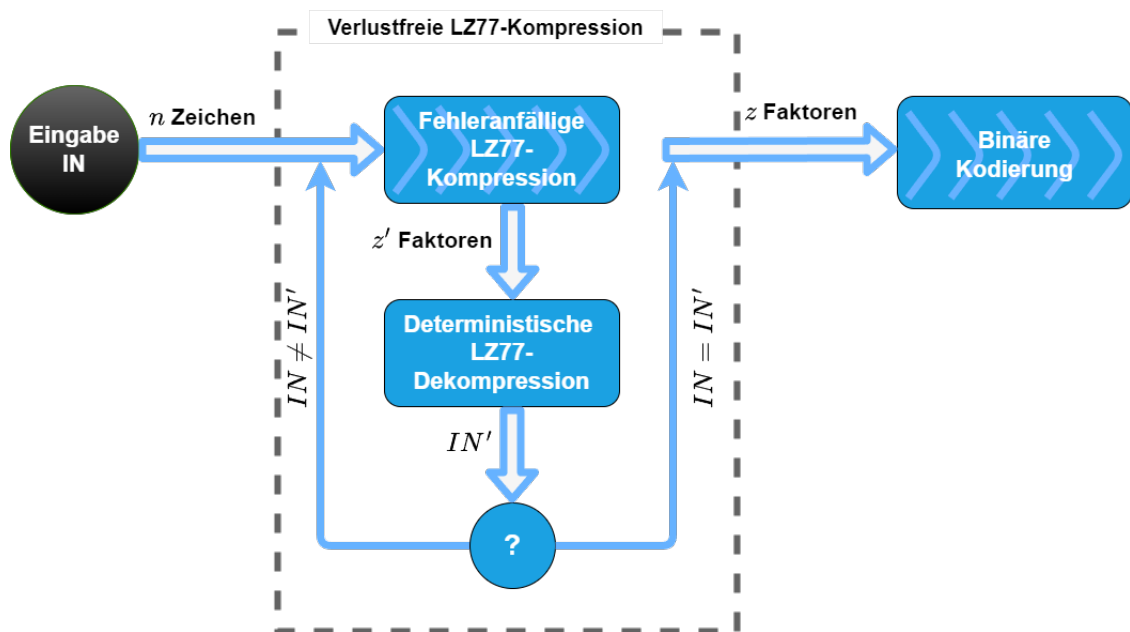 Verlustfreie LZ77-Kompression
Eingabe
IN
n Zeichen
Fehleranfällige
LZ77-
Kompression
z Faktoren
Binäre
Kodierung
z′ Faktoren
IN ≠ IN′
Deterministische
LZ77-
Dekompression
IN = IN′
IN′
?